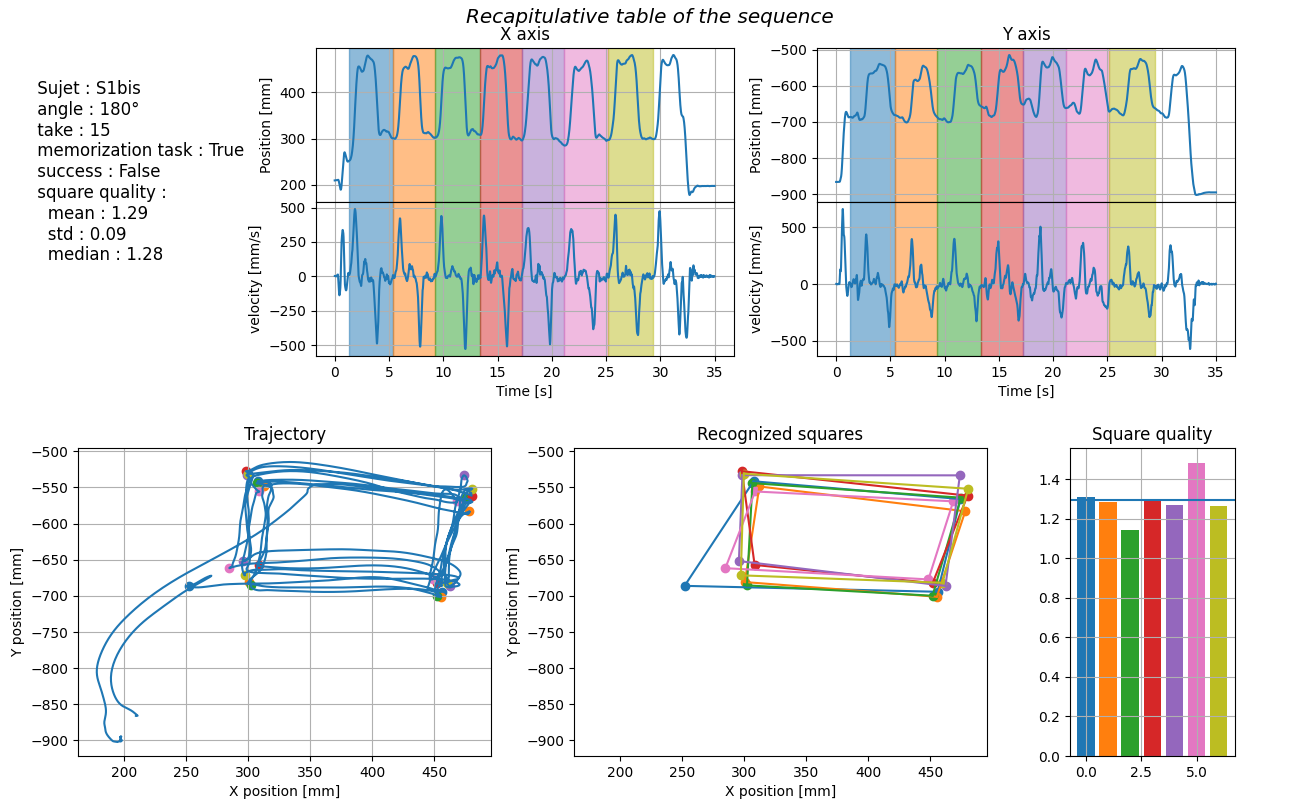 Recapitulative table of the sequence
Sujet : S1bis
angle : 180°
take : 15
memorization task : True
success : False
square quality :
mean : 1.29
std : 0.09
median : 1.28
X axis
Position [mm]
400
300
200
velocity [mm/s]
500
250
0
−250
−500
0 5 10 15 20 25 30 35
Time [s]
Y axis
Position [mm]
−500
−600
−700
−800
−900
velocity [mm/s]
0
−500
0 5 10 15 20 25 30 35
Time [s]
Trajectory
Y position [mm]
−500
−550
−600
−650
−700
−750
−800
−850
−900
200 250 300 350 400 450
X position [mm]
Recognized squares
Y position [mm]
−500
−550
−600
−650
−700
−750
−800
−850
−900
200 250 300 350 400 450
X position [mm]
Square quality
1.4
1.2
1.0
0.8
0.6
0.4
0.2
0.0
0.0 2.5 5.0